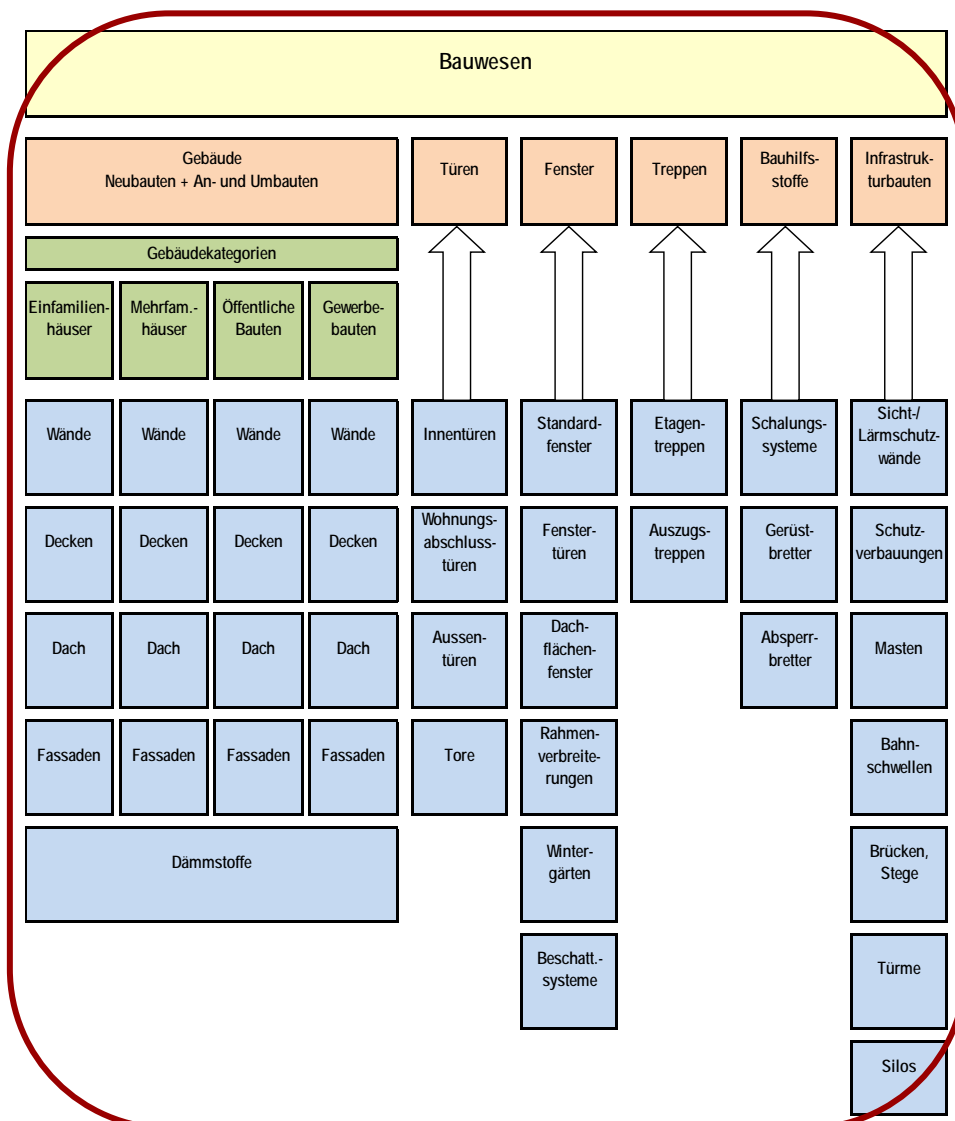 Bauwesen
Gebäude
Neubauten + An- und Umbauten
Türen
Fenster
Treppen
Bauhilfs-
stoffe
Infrastruk-
turbauten
Gebäudekategorien
Einfamilien-
häuser
Mehrfam.-
häuser
Öffentliche
Bauten
Gewerbe-
bauten
Wände
Wände
Wände
Wände
Innentüren
Standard-
fenster
Etagen-
treppen
Schalungs-
systeme
Sicht-/
Lärmschutz-
wände
Decken
Decken
Decken
Decken
Wohnungs-
abschluss-
türen
Fenster-
türen
Auszugs-
treppen
Gerüst-
bretter
Schutz-
verbauungen
Dach
Dach
Dach
Dach
Aussen-
türen
Dach-
flächen-
fenster
Absperr-
bretter
Masten
Fassaden
Fassaden
Fassaden
Fassaden
Tore
Rahmen-
verbreite-
rungen
Bahn-
schwellen
Dämmstoffe
Winter-
gärten
Brücken,
Stege
Beschatt.-
systeme
Türme
Silos